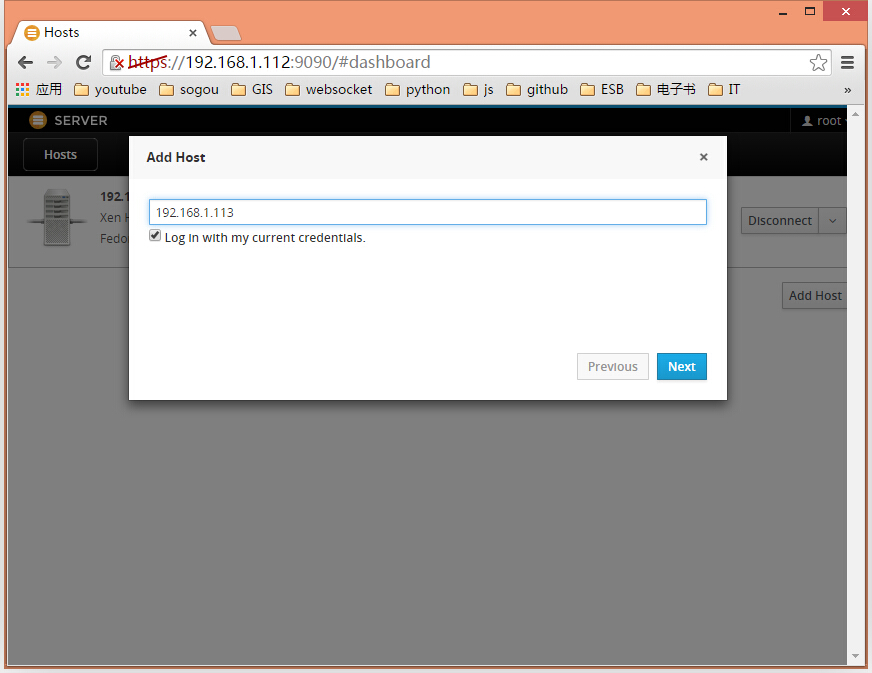 Hosts
https://192.168.1.112:9090/#dashboard
应用 youtube sogou GIS websocket python js github ESB 电子书 IT »
SERVER
root
Hosts
Add Host
192.1
Xen H
Fedo
192.168.1.113
Log in with my current credentials.
Disconnect
Add Host
Previous Next